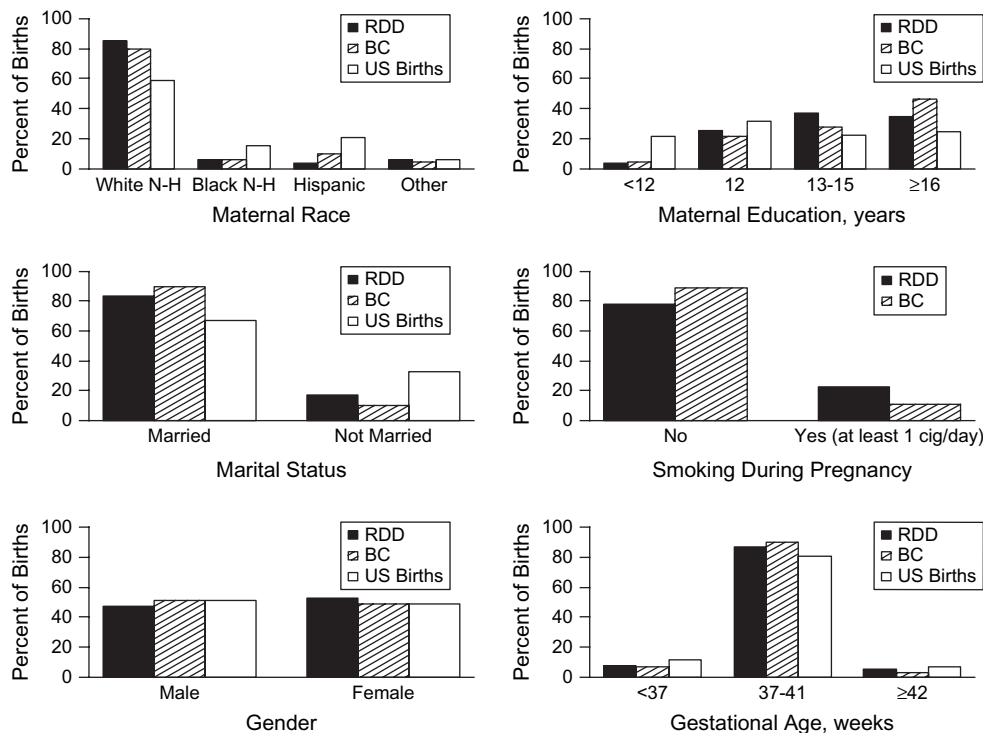 Percent of Births
100
80
60
40
20
0
RDD
BC
US Births
White N-H Black N-H Hispanic Other
Maternal Race
Percent of Births
100
80
60
40
20
0
RDD
BC
US Births
<12 12 13-15 ≥16
Maternal Education, years
Percent of Births
100
80
60
40
20
0
RDD
BC
US Births
Married Not Married
Marital Status
Percent of Births
100
80
60
40
20
0
RDD
BC
No Yes (at least 1 cig/day)
Smoking During Pregnancy
Percent of Births
100
80
60
40
20
0
RDD
BC
US Births
Male Female
Gender
Percent of Births
100
80
60
40
20
0
RDD
BC
US Births
<37 37-41 ≥42
Gestational Age, weeks